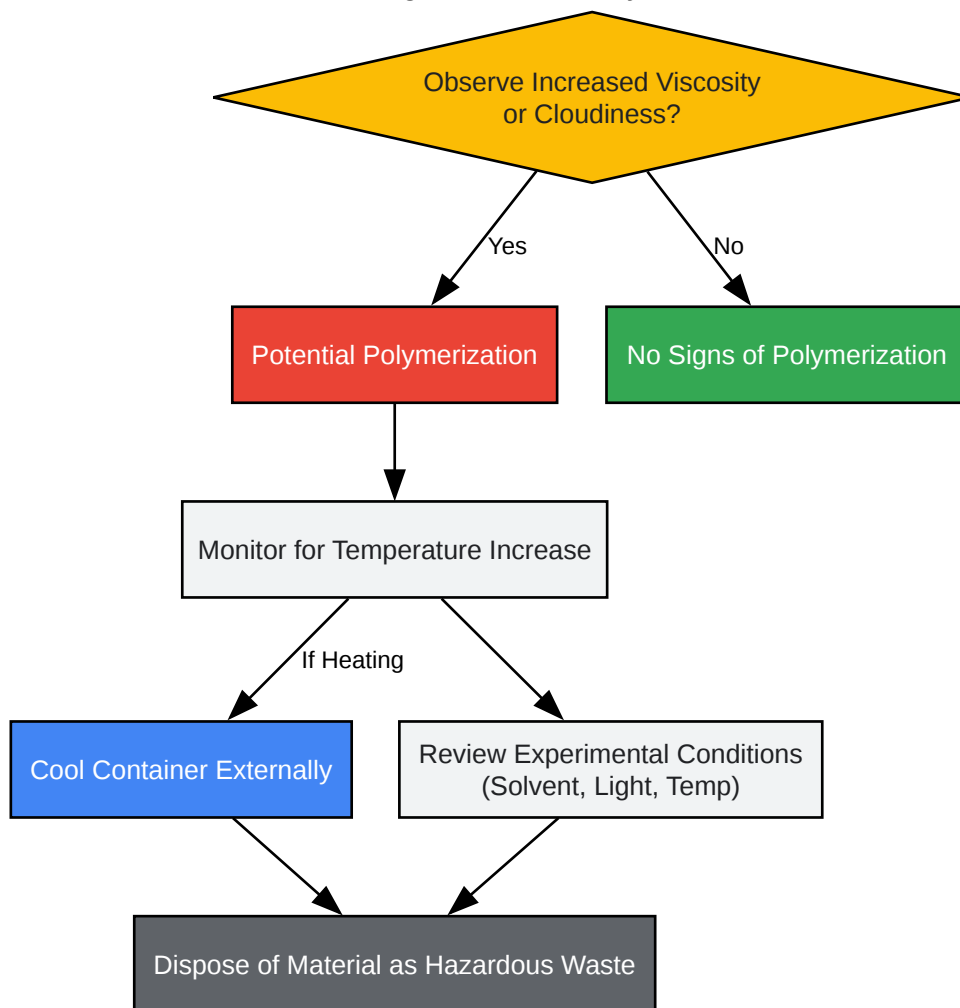 Observe Increased Viscosity
or Cloudiness?
Yes
No
Potential Polymerization
No Signs of Polymerization
Monitor for Temperature Increase
If Heating
Cool Container Externally
Review Experimental Conditions
(Solvent, Light, Temp)
Dispose of Material as Hazardous Waste